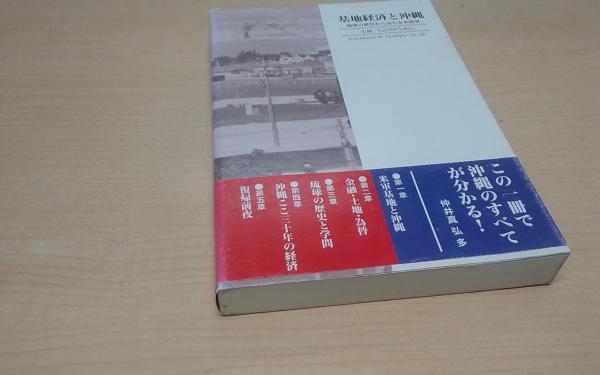 基地経済と沖縄
この一冊で
沖縄のすべて
が分かる!
仲井真 弘 多
第一章
米軍基地と沖縄
第二章
金融・土地・為替
第三章
琉球の歴史と学問
第四章
沖縄ここ三十年の経済
第五章
復帰前夜